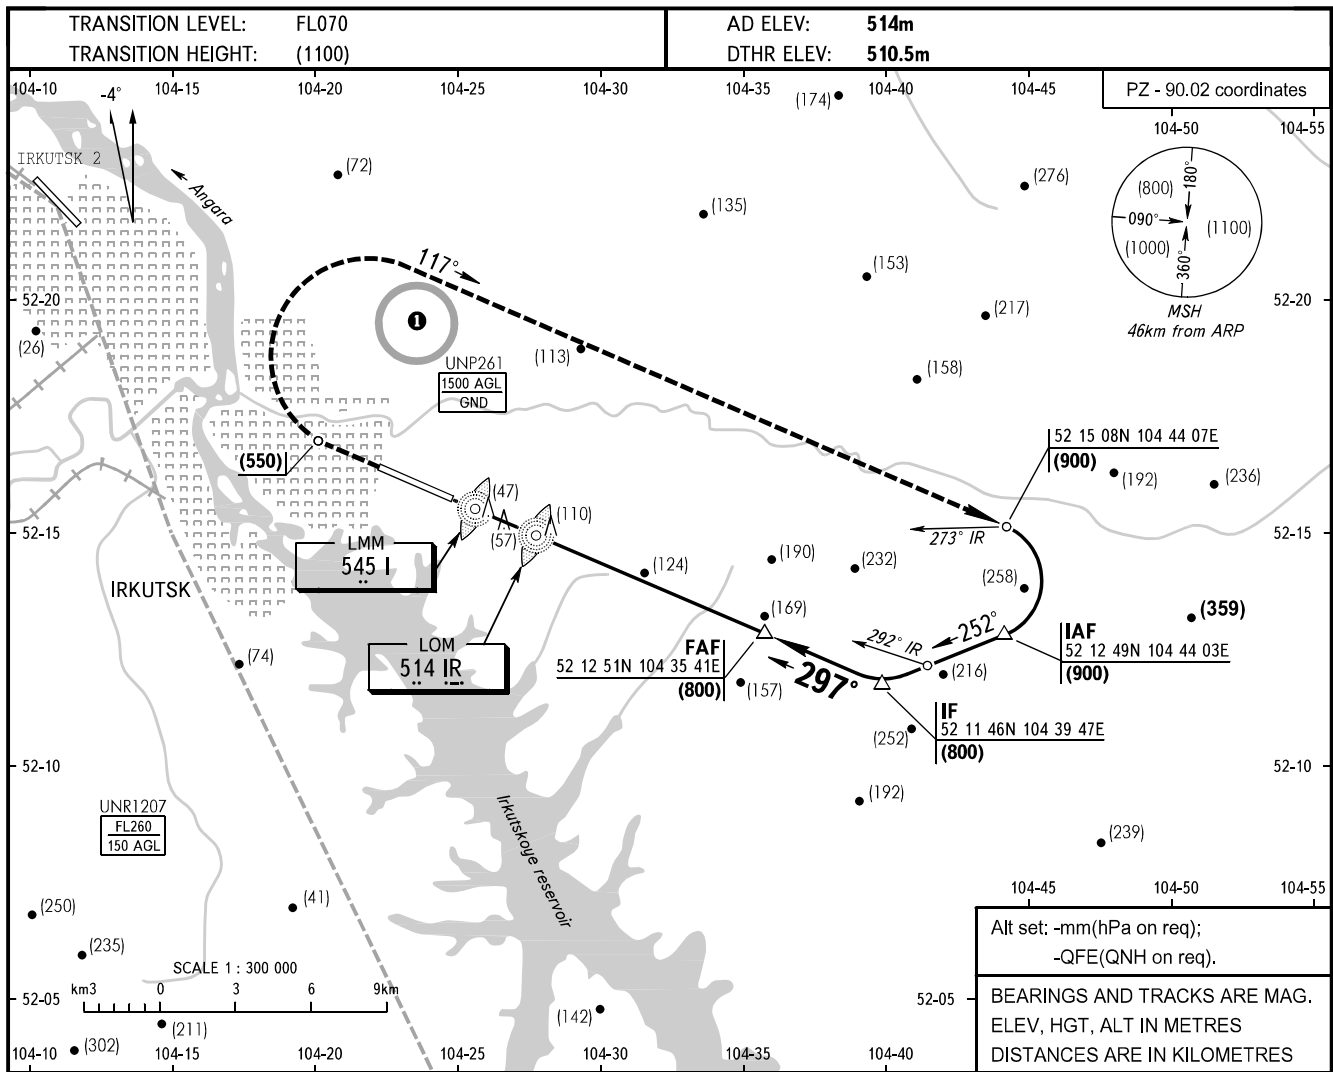 TRANSITION LEVEL: FL070
TRANSITION HEIGHT: (1100)
AD ELEV: 514m
DTHR ELEV: 510.5m
104-10 104-15 104-20 104-25 104-30 104-35 104-40 104-45
PZ - 90.02 coordinates
104-50 104-55
-4°
IRKUTSK 2
Angara
(72)
(174)
(135)
(276)
(153)
(217)
(158)
(800)
180°
090°
(1100)
(1000)
360°
MSH
46km from ARP
52-20
52-20
117°
1
(26)
(113)
UNP261
1500 AGL
GND
(550)
52 15 08N 104 44 07E
(900)
(192)
(236)
(47)
(110)
(57)
52-15
52-15
273° IR
LMM
545 I
••
IRKUTSK
(124)
(190)
(232)
(258)
(169)
(359)
LOM
514 IR
•• •–•
(74)
FAF
52 12 51N 104 35 41E
(800)
297°
292° IR
252°
IAF
52 12 49N 104 44 03E
(900)
(157)
(216)
IF
52 11 46N 104 39 47E
(800)
(252)
52-10
52-10
(192)
(239)
UNR1207
FL260
150 AGL
Irkutskoye reservoir
(250)
(41)
(235)
104-45 104-50 104-55
SCALE 1 : 300 000
km3 0 3 6 9km
52-05
52-05
(142)
(211)
(302)
104-10 104-15 104-20 104-25 104-30 104-35 104-40
Alt set: -mm(hPa on req);
-QFE(QNH on req).
BEARINGS AND TRACKS ARE MAG.
ELEV, HGT, ALT IN METRES
DISTANCES ARE IN KILOMETRES